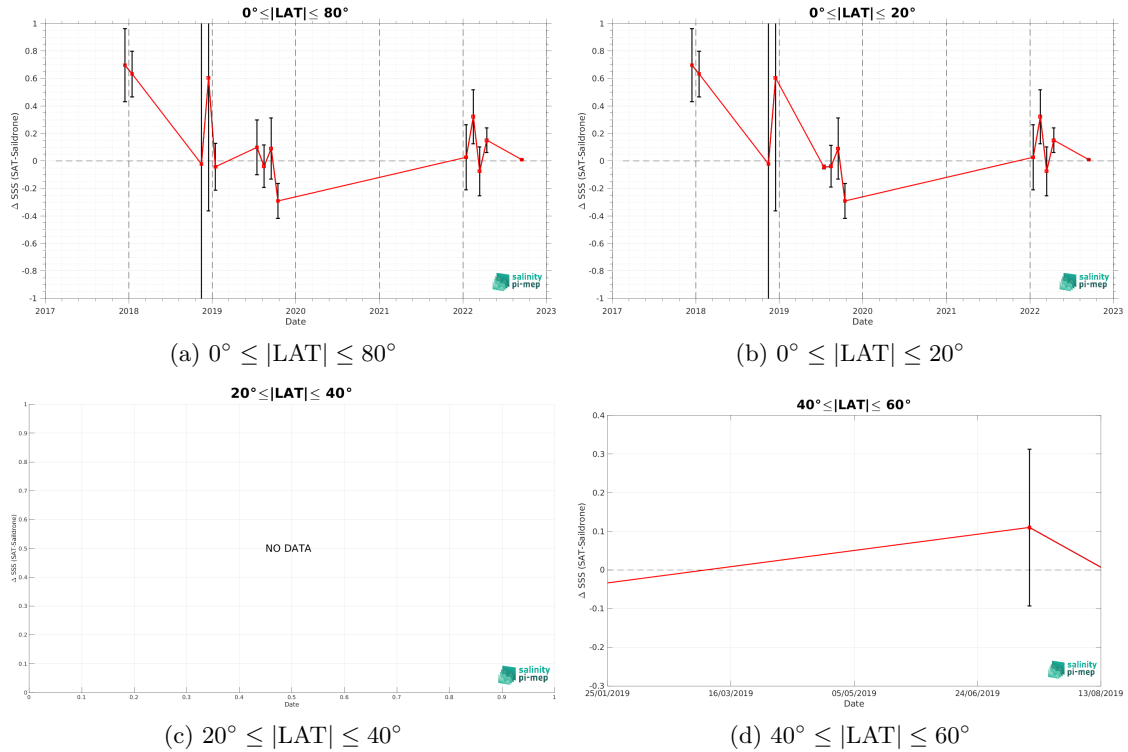 0°≤|LAT|≤ 80°
1
0.8
0.6
0.4
0.2
0
-0.2
-0.4
-0.6
-0.8
-1
Δ SSS (SAT-Saildrone)
2017 2018 2019 2020 2021 2022 2023
Date
salinity
pi-mep
(a) 0° ≤ |LAT| ≤ 80°
0°≤|LAT|≤ 20°
1
0.8
0.6
0.4
0.2
0
-0.2
-0.4
-0.6
-0.8
-1
Δ SSS (SAT-Saildrone)
2017 2018 2019 2020 2021 2022 2023
Date
salinity
pi-mep
(b) 0° ≤ |LAT| ≤ 20°
20°≤|LAT|≤ 40°
1
0.9
0.8
0.7
0.6
0.5
0.4
0.3
0.2
0.1
0
Δ SSS (SAT-Saildrone)
NO DATA
0 0.1 0.2 0.3 0.4 0.5 0.6 0.7 0.8 0.9 1
Date
salinity
pi-mep
(c) 20° ≤ |LAT| ≤ 40°
40°≤|LAT|≤ 60°
0.4
0.3
0.2
0.1
0
-0.1
-0.2
-0.3
Δ SSS (SAT-Saildrone)
25/01/2019 16/03/2019 05/05/2019 24/06/2019 13/08/2019
Date
salinity
pi-mep
(d) 40° ≤ |LAT| ≤ 60°